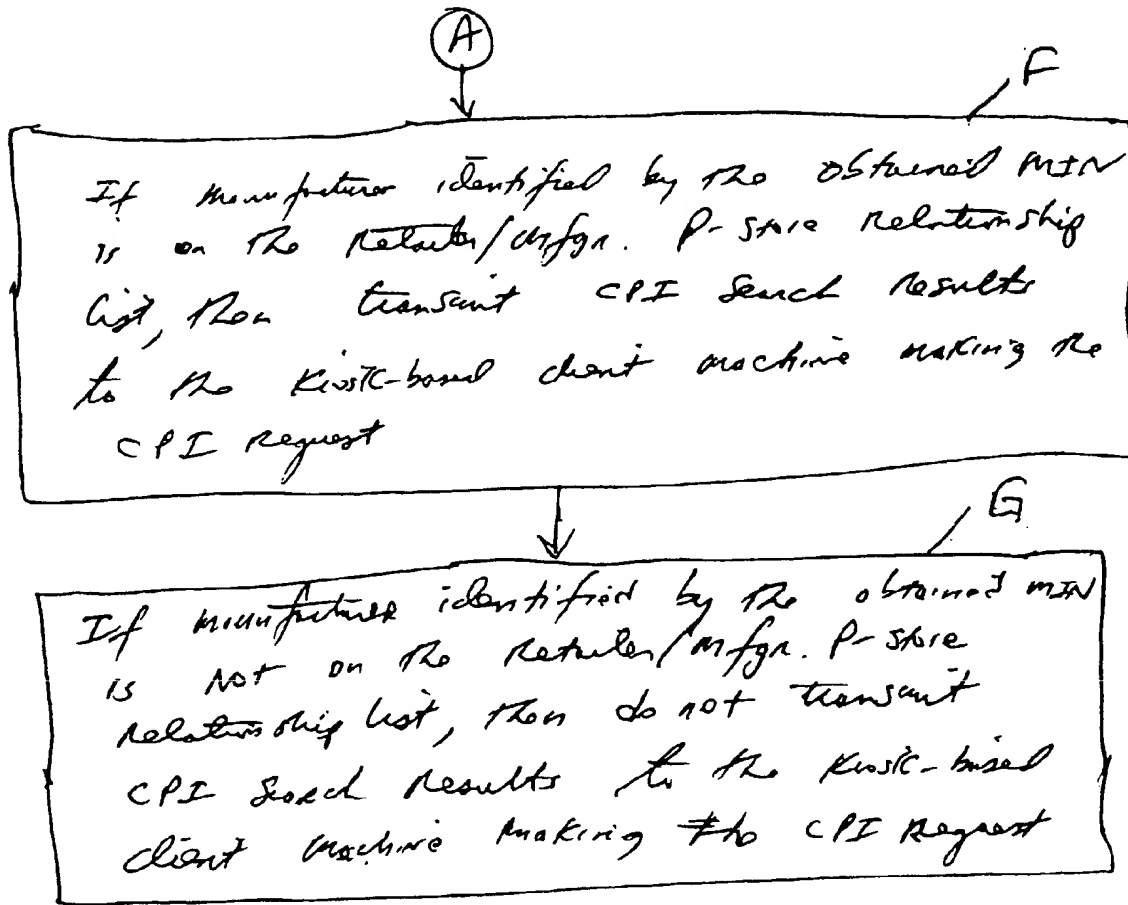 A
F
If manufacturer identified by the obtained MIN
is on the Retailer/Mfgr. P-store Relationship
list, then transmit CPI Search Results
to the Kiosk-based client machine making the
CPI Request
G
If manufacturer identified by the obtained MIN
is Not on the Retailer/Mfgr. P-store
Relationship list, then do not transmit
CPI Search Results to the Kiosk-based
client machine making the CPI Request